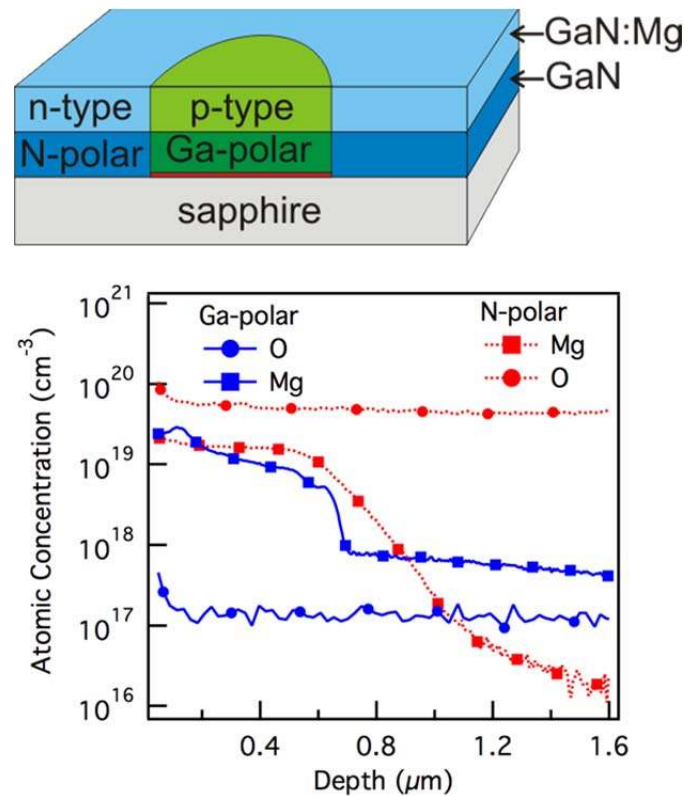 GaN:Mg
GaN
n-type p-type
N-polar Ga-polar
sapphire
Ga-polar N-polar
O Mg
Mg O
10²¹
10²⁰
10¹⁹
10¹⁸
10¹⁷
10¹⁶
Atomic Concentration (cm⁻³)
0.4 0.8 1.2 1.6
Depth (μm)